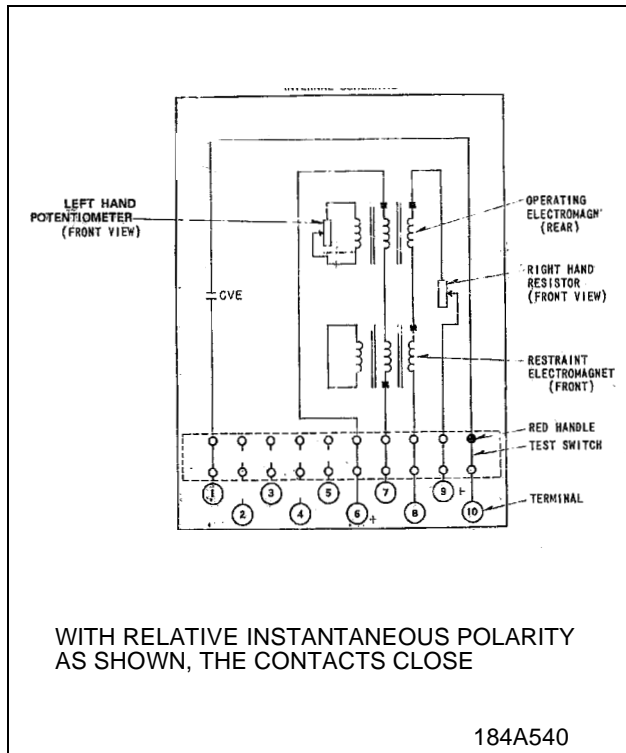 INTERNAL SCHEMATIC
LEFT HAND
POTENTIOMETER
(FRONT VIEW)
OPERATING
ELECTROMAGN
(REAR)
RIGHT HAND
RESISTOR
(FRONT VIEW)
CVE
RESTRAINT
ELECTROMAGNET
(FRONT)
RED HANDLE
TEST SWITCH
1
3
5
7
9 +
TERMINAL
2
4
6 +
8
10
WITH RELATIVE INSTANTANEOUS POLARITY
AS SHOWN, THE CONTACTS CLOSE
184A540